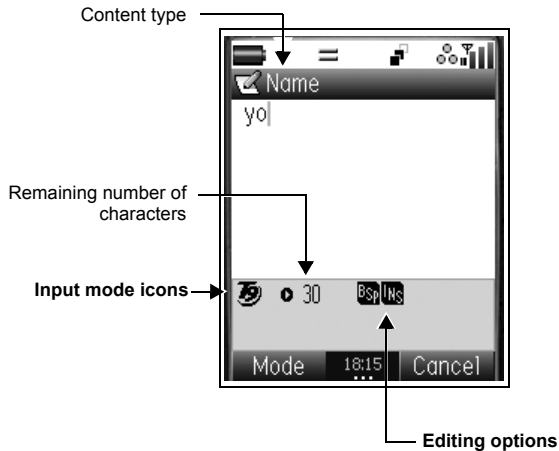 Content type
Name
yo
Remaining number of
characters
Input mode icons
T9
30
BSp INS
Mode
18:15
Cancel
Editing options